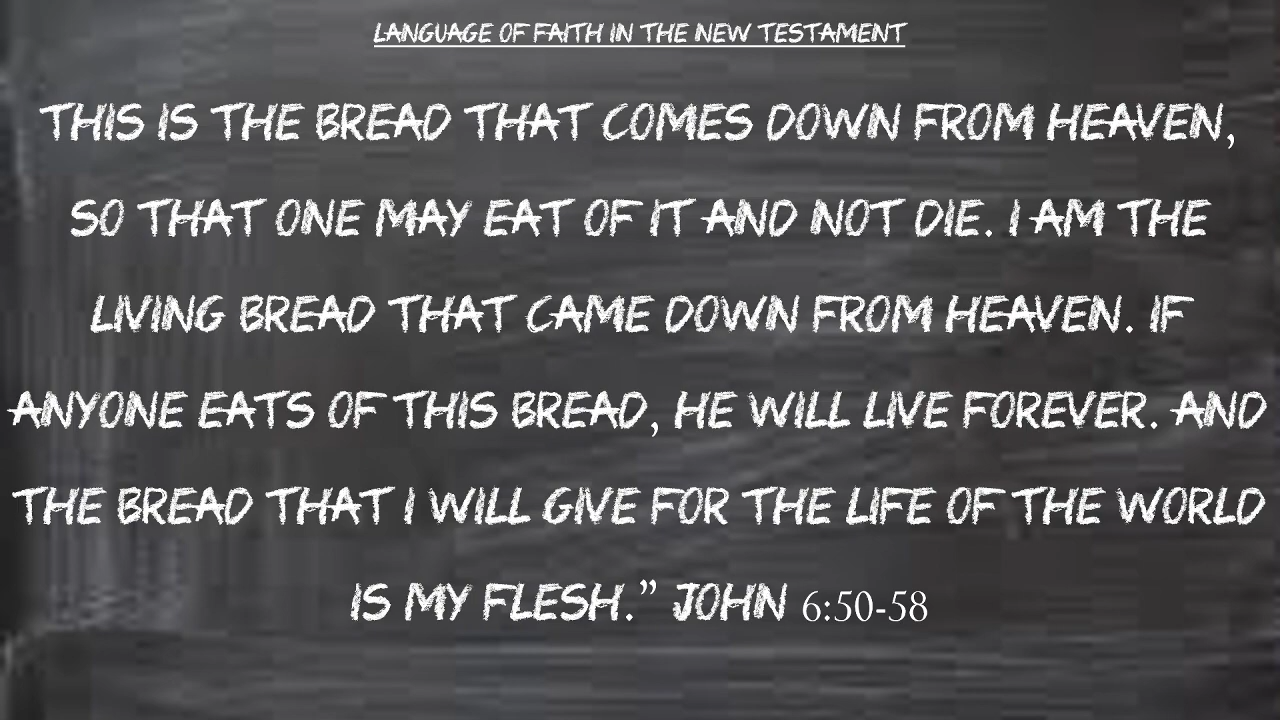 LANGUAGE OF FAITH IN THE NEW TESTAMENT
THIS IS THE BREAD THAT COMES DOWN FROM HEAVEN,
SO THAT ONE MAY EAT OF IT AND NOT DIE. I AM THE
LIVING BREAD THAT CAME DOWN FROM HEAVEN. IF
ANYONE EATS OF THIS BREAD, HE WILL LIVE FOREVER. AND
THE BREAD THAT I WILL GIVE FOR THE LIFE OF THE WORLD
IS MY FLESH.” JOHN 6:50-58